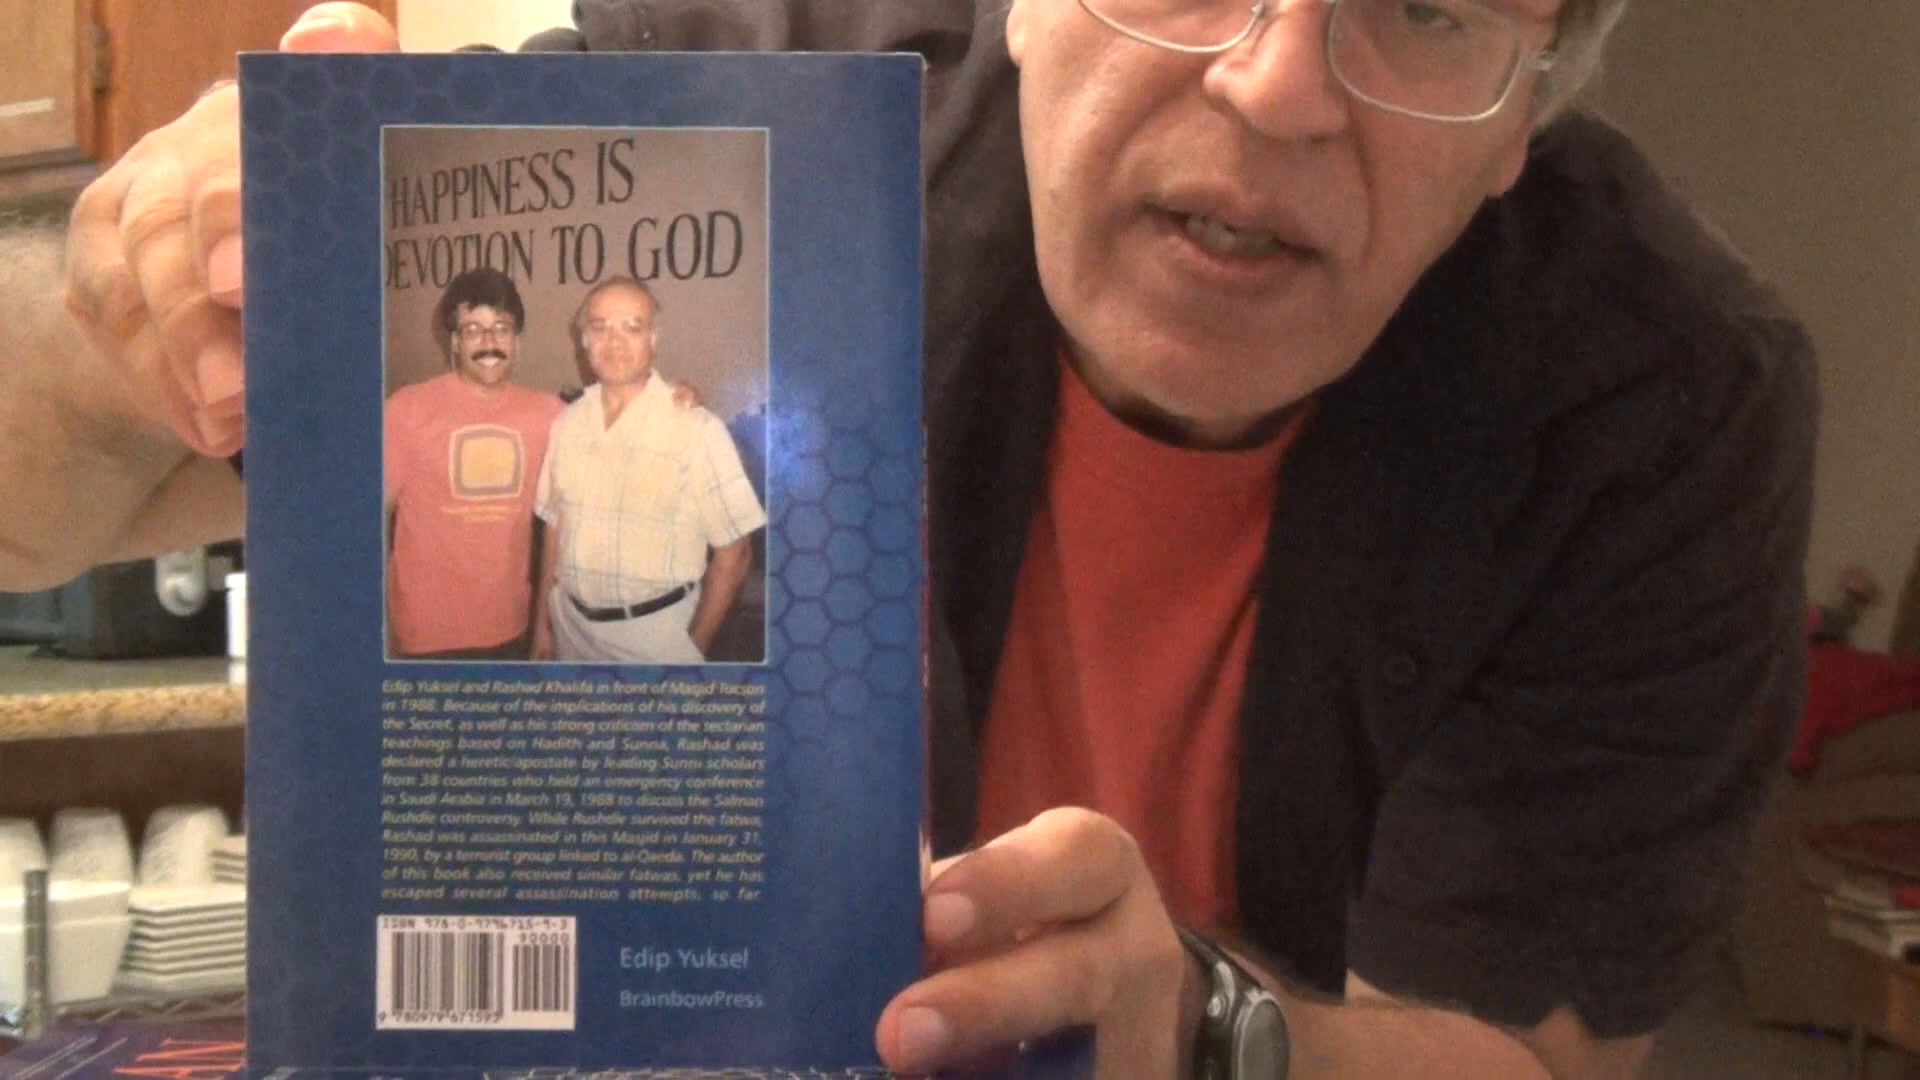 HAPPINESS IS
DEVOTION TO GOD
Edip Yuksel and Rashad Khalifa in front of Masjid Tucson
in 1988. Because of the implications of his discovery of
the Secret, as well as his strong criticism of the sectarian
teachings based on Hadith and Sunna, Rashad was
declared a heretic/apostate by leading Sunni scholars
from 38 countries who held an emergency conference
in Saudi Arabia in March 19, 1988 to discuss the Salman
Rushdie controversy. While Rushdie survived the fatwa,
Rashad was assassinated in this Masjid in January 31,
1990, by a terrorist group linked to al-Qaeda. The author
of this book also received similar fatwas, yet he has
escaped several assassination attempts, so far.
ISBN 978-0-9796715-9-3
90000
9 780979 671593
Edip Yuksel
BrainbowPress